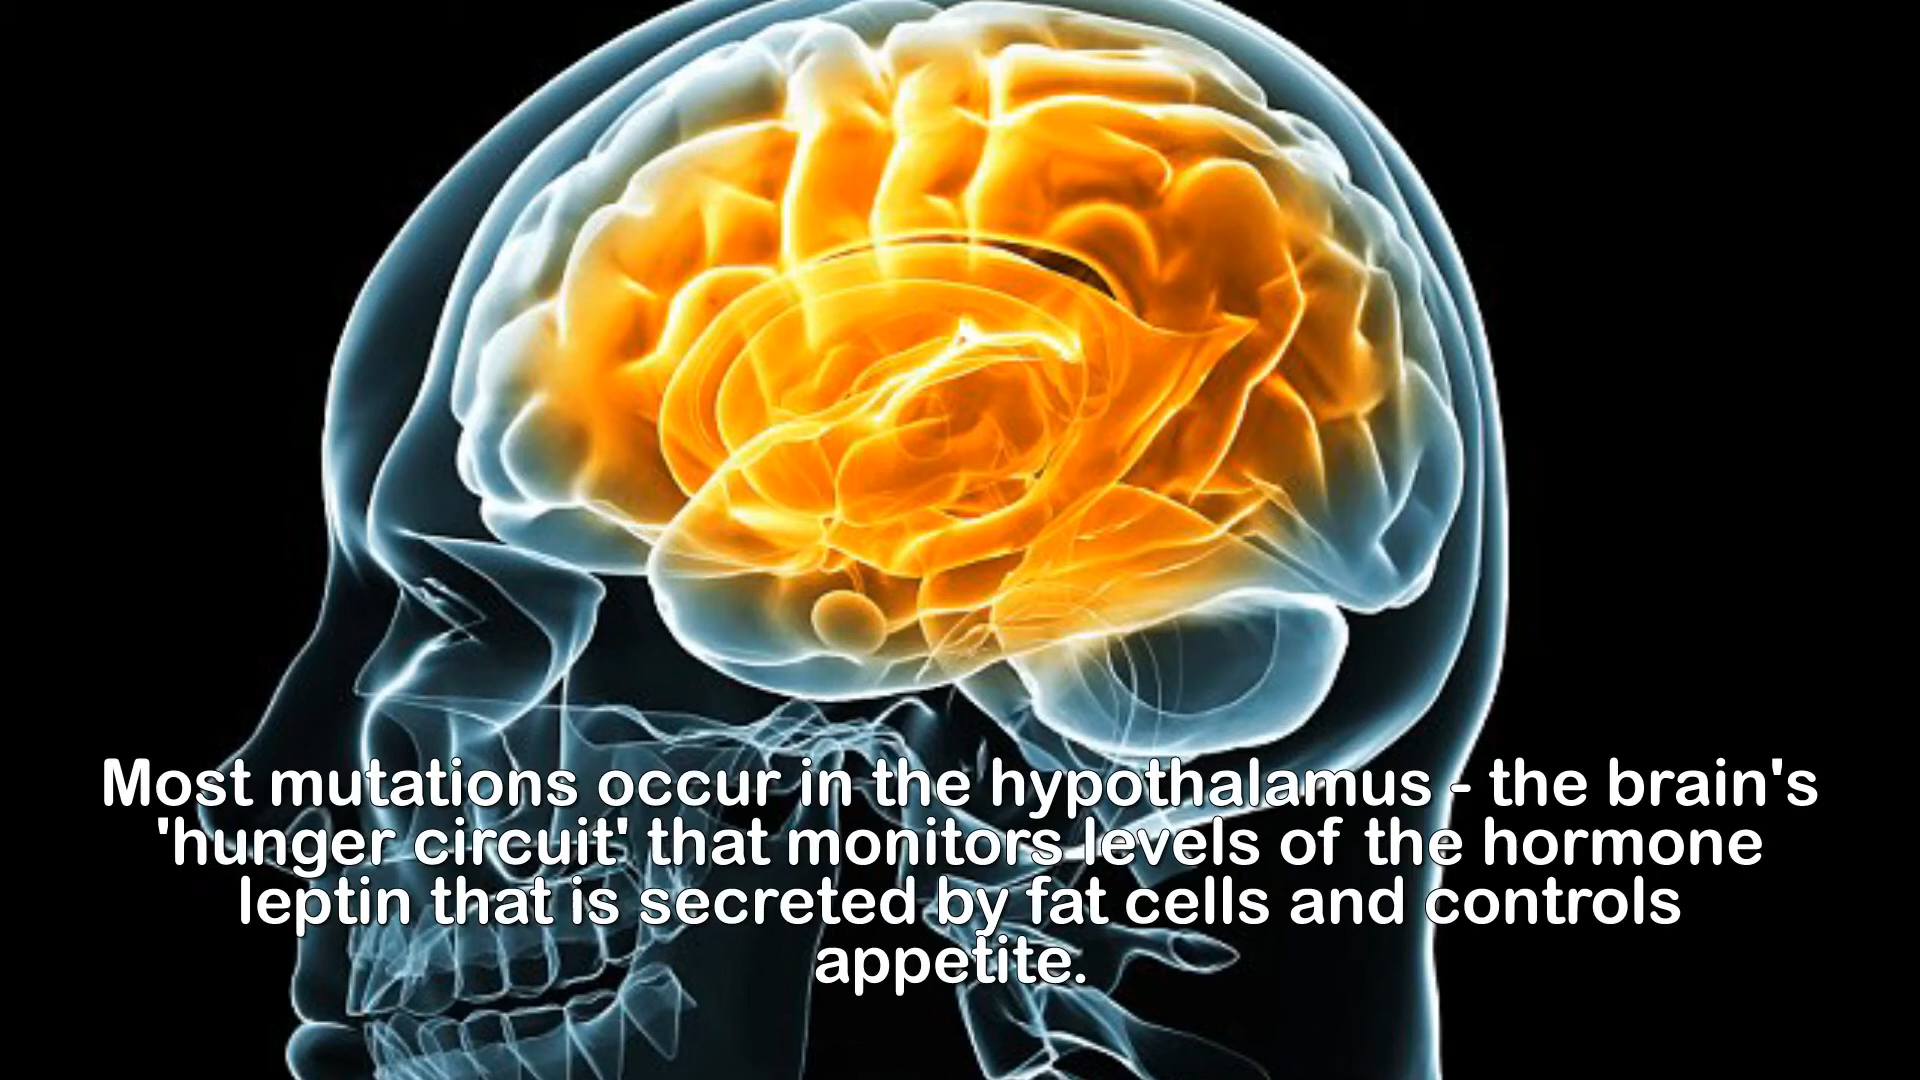 Most mutations occur in the hypothalamus - the brain's
'hunger circuit' that monitors levels of the hormone
leptin that is secreted by fat cells and controls
appetite.